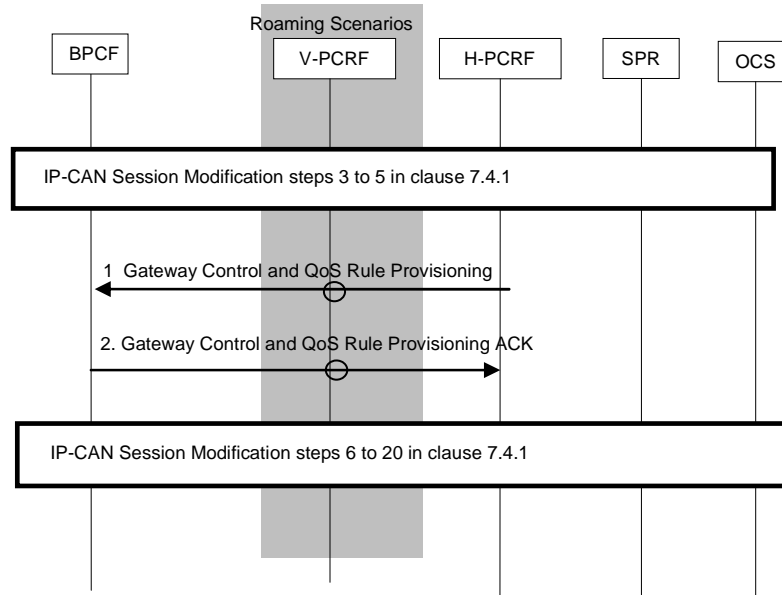 Roaming Scenarios
BPCF
V-PCRF
H-PCRF
SPR
OCS
IP-CAN Session Modification steps 3 to 5 in clause 7.4.1
1 Gateway Control and QoS Rule Provisioning
2. Gateway Control and QoS Rule Provisioning ACK
IP-CAN Session Modification steps 6 to 20 in clause 7.4.1